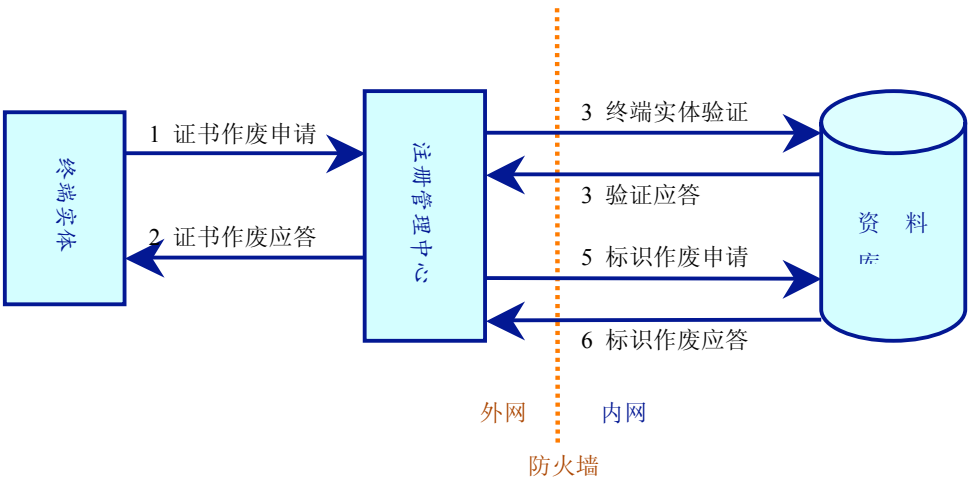 1 证书作废申请
2 证书作废应答
终端实体
注册管理中心
3 终端实体验证
3 验证应答
5 标识作废申请
6 标识作废应答
资 料
库
外网
内网
防火墙